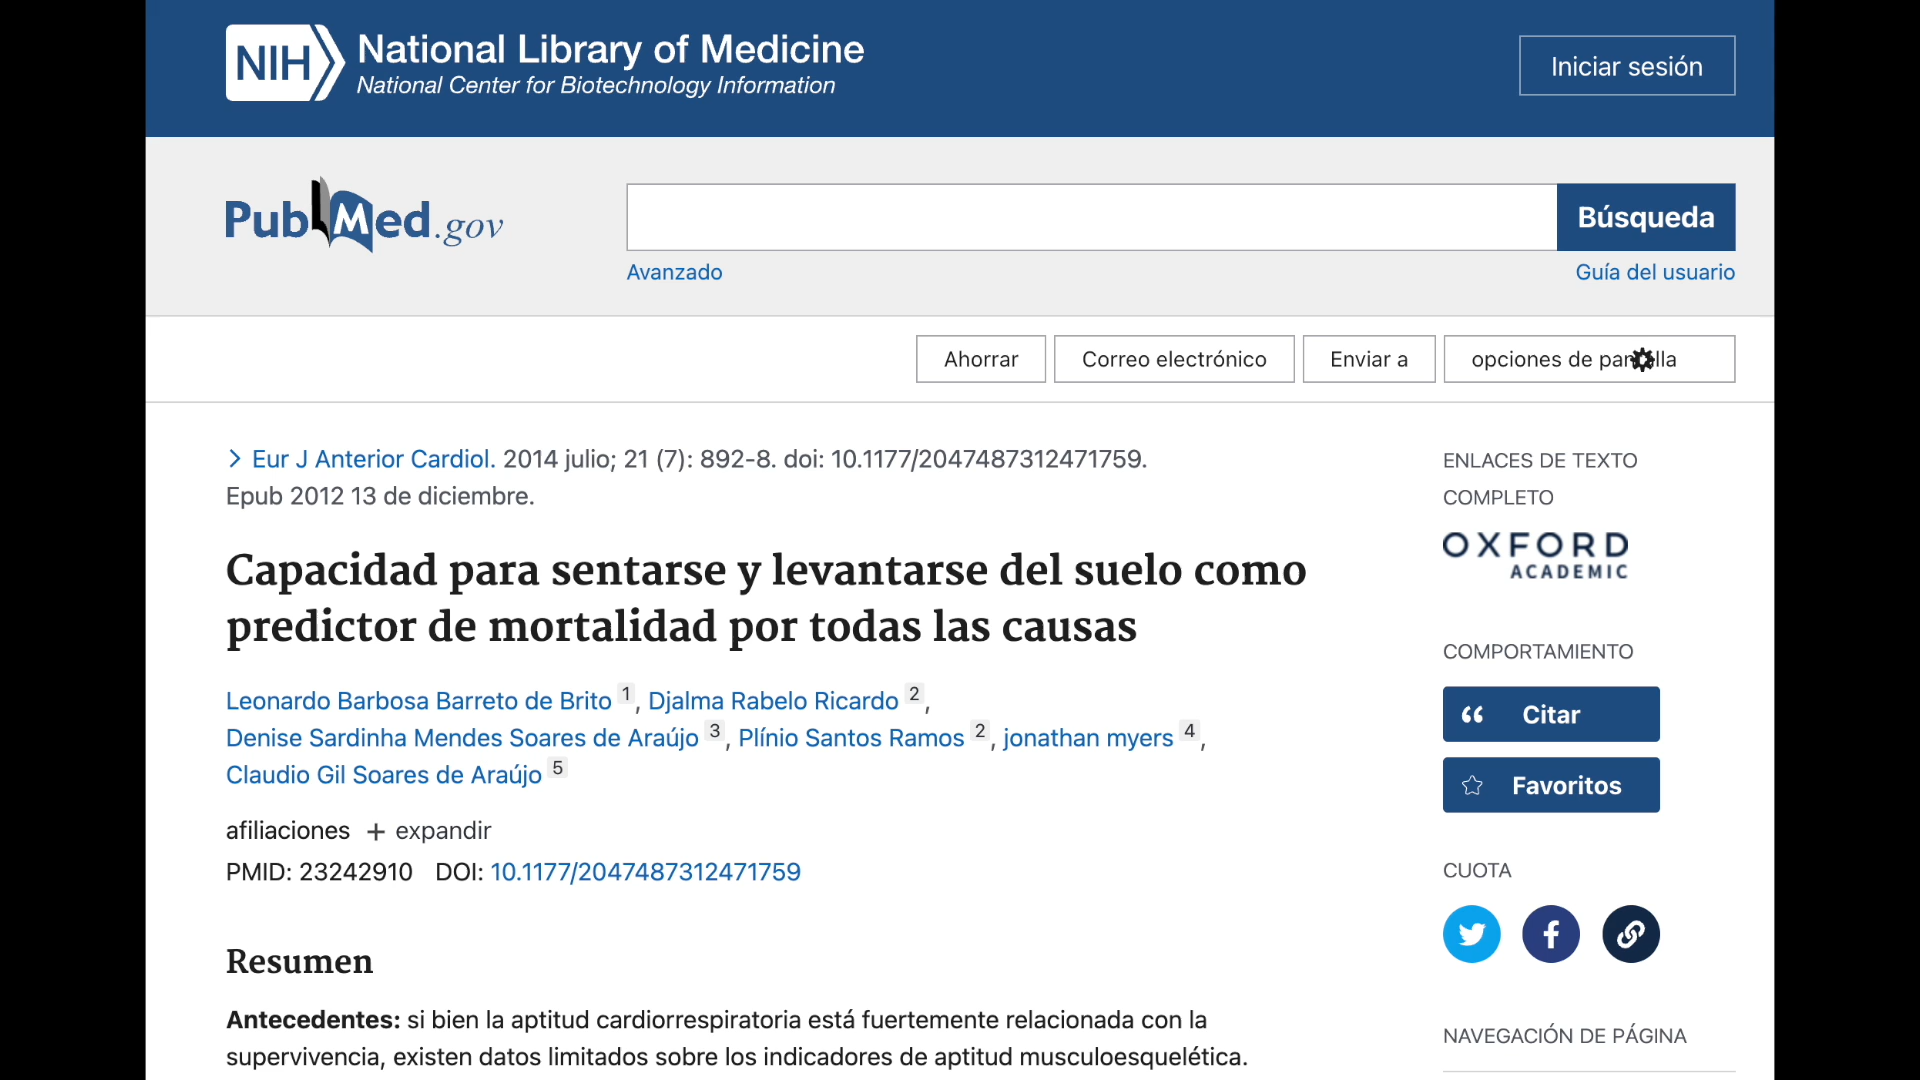 NIH National Library of Medicine
National Center for Biotechnology Information
Iniciar sesión
PubMed.gov
Búsqueda
Avanzado
Guía del usuario
Ahorrar
Correo electrónico
Enviar a
opciones de pantalla
Eur J Anterior Cardiol. 2014 julio; 21 (7): 892-8. doi: 10.1177/2047487312471759.
Epub 2012 13 de diciembre.
Capacidad para sentarse y levantarse del suelo como
predictor de mortalidad por todas las causas
Leonardo Barbosa Barreto de Brito 1, Djalma Rabelo Ricardo 2,
Denise Sardinha Mendes Soares de Araújo 3, Plínio Santos Ramos 2, jonathan myers 4,
Claudio Gil Soares de Araújo 5
afiliaciones + expandir
PMID: 23242910 DOI: 10.1177/2047487312471759
Resumen
Antecedentes: si bien la aptitud cardiorrespiratoria está fuertemente relacionada con la
supervivencia, existen datos limitados sobre los indicadores de aptitud musculoesquelética.
ENLACES DE TEXTO
COMPLETO
OXFORD
ACADEMIC
COMPORTAMIENTO
Citar
Favoritos
CUOTA
NAVEGACIÓN DE PÁGINA